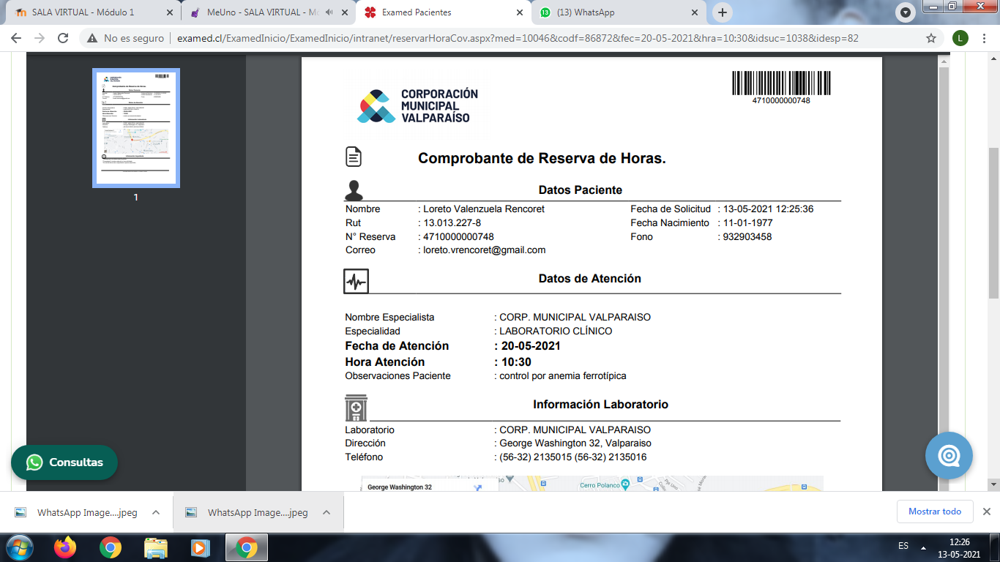 SALA VIRTUAL - Módulo 1
MeUno - SALA VIRTUAL - Mó
Examed Pacientes
13
(13) WhatsApp
No es seguro
examed.cl/ExamedInicio/ExamedInicio/intranet/reservarHoraCov.aspx?med=10046&codf=86872&fec=20-05-2021&hra=10:30&idsuc=1038&idesp=82
L
1
CORPORACIÓN
MUNICIPAL
VALPARAÍSO
4710000000748
Comprobante de Reserva de Horas.
Datos Paciente
Nombre : Loreto Valenzuela Rencoret Fecha de Solicitud : 13-05-2021 12:25:36
Rut : 13.013.227-8 Fecha Nacimiento : 11-01-1977
N° Reserva : 4710000000748 Fono : 932903458
Correo : loreto.vrencoret@gmail.com
Datos de Atención
Nombre Especialista : CORP. MUNICIPAL VALPARAISO
Especialidad : LABORATORIO CLÍNICO
Fecha de Atención : 20-05-2021
Hora Atención : 10:30
Observaciones Paciente : control por anemia ferrotípica
Información Laboratorio
Laboratorio : CORP. MUNICIPAL VALPARAISO
Dirección : George Washington 32, Valparaiso
Teléfono : (56-32) 2135015 (56-32) 2135016
George Washington 32
Cerro Polanco
Consultas
WhatsApp Image....jpeg
WhatsApp Image....jpeg
Mostrar todo
ES
12:26
13-05-2021